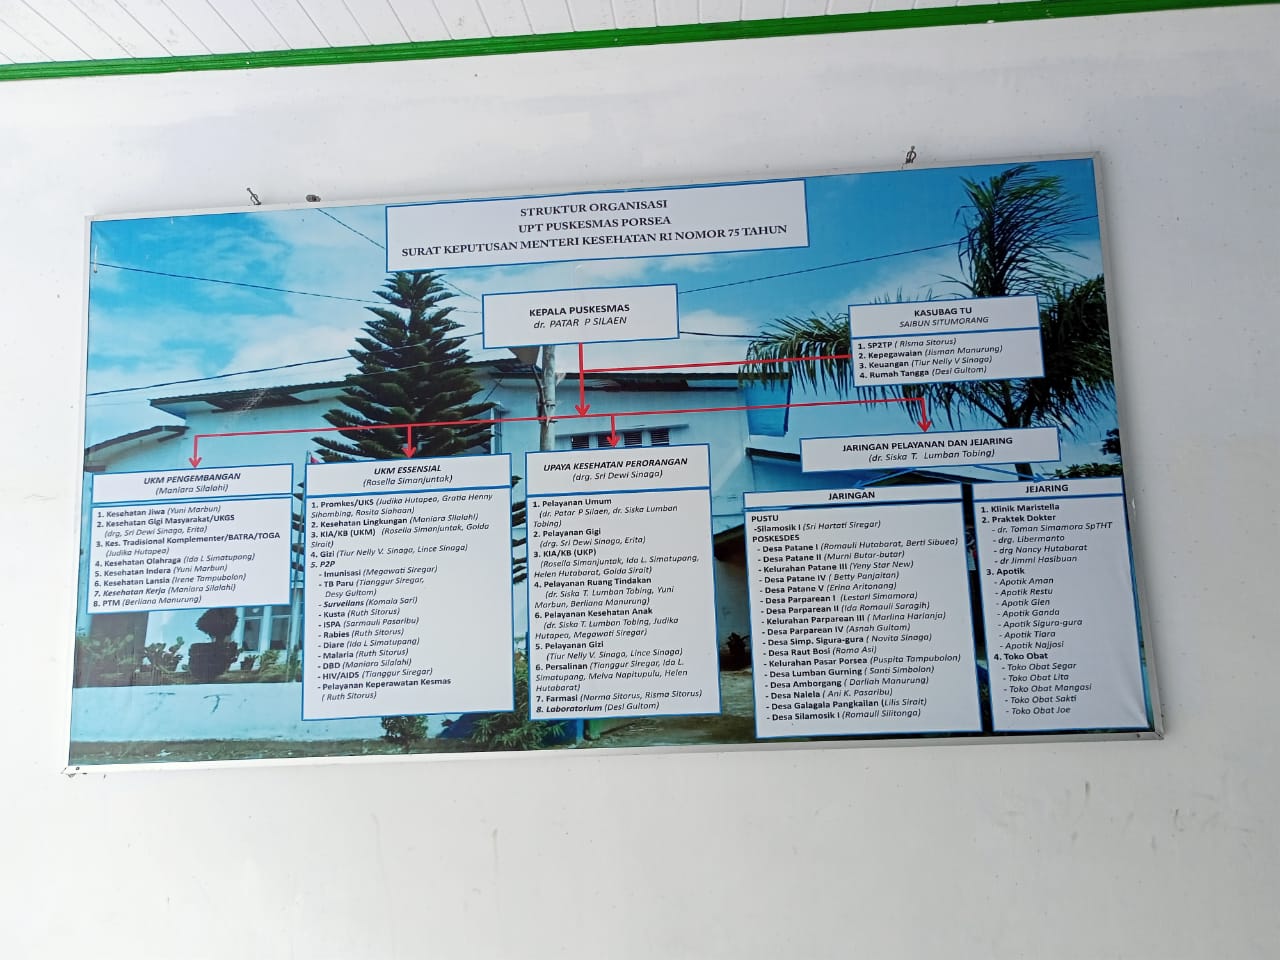 STRUKTUR ORGANISASI
UPT PUSKESMAS PORSEA
SURAT KEPUTUSAN MENTERI KESEHATAN RI NOMOR 75 TAHUN
KEPALA PUSKESMAS
dr. PATAR P SILAEN
KASUBAG TU
SAIBUN SITUMORANG
1. SP2TP ( Risma Sitorus)
2. Kepegawaian (Jisman Manurung)
3. Keuangan (Tiur Nelly V Sinaga)
4. Rumah Tangga (Desi Gultom)
UKM PENGEMBANGAN
(Maniara Silalahi)
1. Kesehatan Jiwa (Yuni Marbun)
2. Kesehatan Gigi Masyarakat/UKGS
(drg, Sri Dewi Sinaga, Erita)
3. Kes. Tradisional Komplementer/BATRA/TOGA
(Judika Hutapea)
4. Kesehatan Olahraga (Ida L Simatupang)
5. Kesehatan Indera (Yuni Marbun)
6. Kesehatan Lansia (Irene Tampubolon)
7. Kesehatan Kerja (Maniara Silalahi)
8. PTM (Berliana Manurung)
UKM ESSENSIAL
(Rosella Simanjuntak)
1. Promkes/UKS (Judika Hutapea, Gratia Henny
Sihombing, Rosita Siahaan)
2. Kesehatan Lingkungan (Maniara Silalahi)
3. KIA/KB (UKM) (Rosella Simanjuntak, Golda
Sirait)
4. Gizi (Tiur Nelly V. Sinaga, Lince Sinaga)
5. P2P
- Imunisasi (Megawati Siregar)
- TB Paru (Tianggur Siregar,
Desy Gultom)
- Surveilans (Komala Sari)
- Kusta (Ruth Sitorus)
- ISPA (Sarmauli Pasaribu)
- Rabies (Ruth Sitorus)
- Diare (Ida L Simatupang)
- Malaria (Ruth Sitorus)
- DBD (Maniara Silalahi)
- HIV/AIDS (Tianggur Siregar)
- Pelayanan Keperawatan Kesmas
( Ruth Sitorus)
UPAYA KESEHATAN PERORANGAN
(drg. Sri Dewi Sinaga)
1. Pelayanan Umum
(dr. Patar P Silaen, dr. Siska Lumban
Tobing)
2. Pelayanan Gigi
(drg. Sri Dewi Sinaga, Erita)
3. KIA/KB (UKP)
(Rosella Simanjuntak, Ida L. Simatupang,
Helen Hutabarat, Golda Sirait)
4. Pelayanan Ruang Tindakan
(dr. Siska T. Lumban Tobing, Yuni
Marbun, Berliana Manurung)
6. Pelayanan Kesehatan Anak
(dr. Siska T. Lumban Tobing, Judika
Hutapea, Megawati Siregar)
5. Pelayanan Gizi
(Tiur Nelly V. Sinaga, Lince Sinaga)
6. Persalinan (Tianggur Siregar, Ida L.
Simatupang, Melva Napitupulu, Helen
Hutabarat)
7. Farmasi (Norma Sitorus, Risma Sitorus)
8. Laboratorium (Desi Gultom)
JARINGAN PELAYANAN DAN JEJARING
(dr. Siska T. Lumban Tobing)
JARINGAN
PUSTU
-Silamosik I (Sri Hartati Siregar)
POSKESDES
- Desa Patane I (Romauli Hutabarat, Berti Sibuea)
- Desa Patane II (Murni Butar-butar)
- Kelurahan Patane III (Yeny Star New)
- Desa Patane IV ( Betty Panjaitan)
- Desa Patane V (Erina Aritonang)
- Desa Parparean I (Lestari Simamora)
- Desa Parparean II (Ida Romauli Saragih)
- Kelurahan Parparean III ( Marlina Harianja)
- Desa Parparean IV (Asnah Gultom)
- Desa Simp. Sigura-gura ( Novita Sinaga)
- Desa Raut Bosi (Roma Asi)
- Kelurahan Pasar Porsea (Puspita Tampubolon)
- Desa Lumban Gurning ( Santi Simbolon)
- Desa Amborgang ( Darliah Manurung)
- Desa Nalela ( Ani K. Pasaribu)
- Desa Galagala Pangkailan (Lilis Sirait)
- Desa Silamosik I (Romauli Silitonga)
JEJARING
1. Klinik Maristella
2. Praktek Dokter
- dr. Toman Simamora SpTHT
- drg. Libermanto
- drg Nancy Hutabarat
- dr Jimmi Hasibuan
3. Apotik
- Apotik Aman
- Apotik Restu
- Apotik Glen
- Apotik Ganda
- Apotik Sigura-gura
- Apotik Tiara
- Apotik Najjosi
4. Toko Obat
- Toko Obat Segar
- Toko Obat Lita
- Toko Obat Mangasi
- Toko Obat Sakti
- Toko Obat Joe